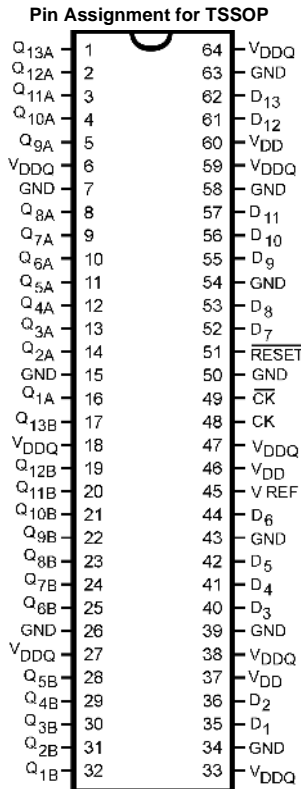 Pin Assignment for TSSOP
Q13A 1 64 VDDQ
Q12A 2 63 GND
Q11A 3 62 D13
Q10A 4 61 D12
Q9A 5 60 VDD
VDDQ 6 59 VDDQ
GND 7 58 GND
Q8A 8 57 D11
Q7A 9 56 D10
Q6A 10 55 D9
Q5A 11 54 GND
Q4A 12 53 D8
Q3A 13 52 D7
Q2A 14 51 RESET
GND 15 50 GND
Q1A 16 49 CK
Q13B 17 48 CK
VDDQ 18 47 VDDQ
Q12B 19 46 VDD
Q11B 20 45 V REF
Q10B 21 44 D6
Q9B 22 43 GND
Q8B 23 42 D5
Q7B 24 41 D4
Q6B 25 40 D3
GND 26 39 GND
VDDQ 27 38 VDDQ
Q5B 28 37 VDD
Q4B 29 36 D2
Q3B 30 35 D1
Q2B 31 34 GND
Q1B 32 33 VDDQ